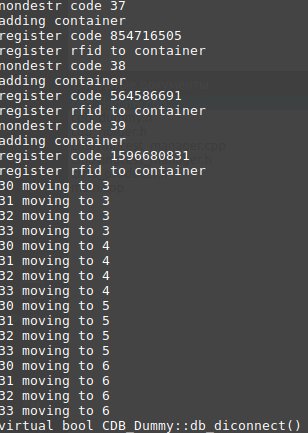 nondestr code 37
adding container
register code 854716505
register rfid to container
nondestr code 38
adding container
register code 564586691
register rfid to container
nondestr code 39
adding container
register code 1596680831
register rfid to container
30 moving to 3
31 moving to 3
32 moving to 3
33 moving to 3
30 moving to 4
31 moving to 4
32 moving to 4
33 moving to 4
30 moving to 5
31 moving to 5
32 moving to 5
33 moving to 5
30 moving to 6
31 moving to 6
32 moving to 6
33 moving to 6
virtual bool CDB_Dummy::db_diconnect()